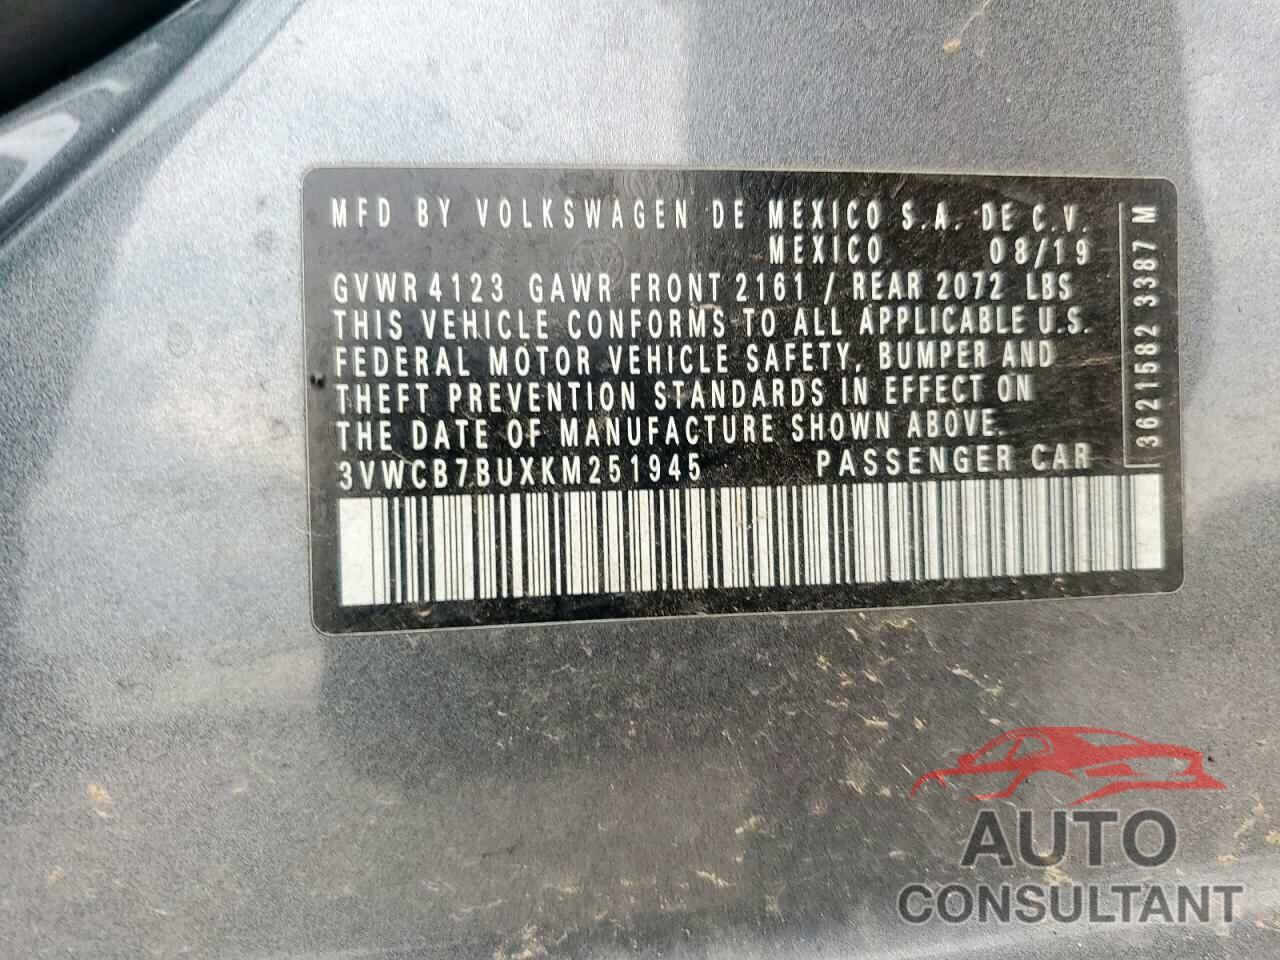 MFD BY VOLKSWAGEN DE MEXICO S.A. DE C.V.
MEXICO 08/19
GVWR 4123 GAWR FRONT 2161 / REAR 2072 LBS
THIS VEHICLE CONFORMS TO ALL APPLICABLE U.S.
FEDERAL MOTOR VEHICLE SAFETY, BUMPER AND
THEFT PREVENTION STANDARDS IN EFFECT ON
THE DATE OF MANUFACTURE SHOWN ABOVE.
3VWCB7BUXKM251945 PASSENGER CAR
3621582 3387 M
AUTO
CONSULTANT